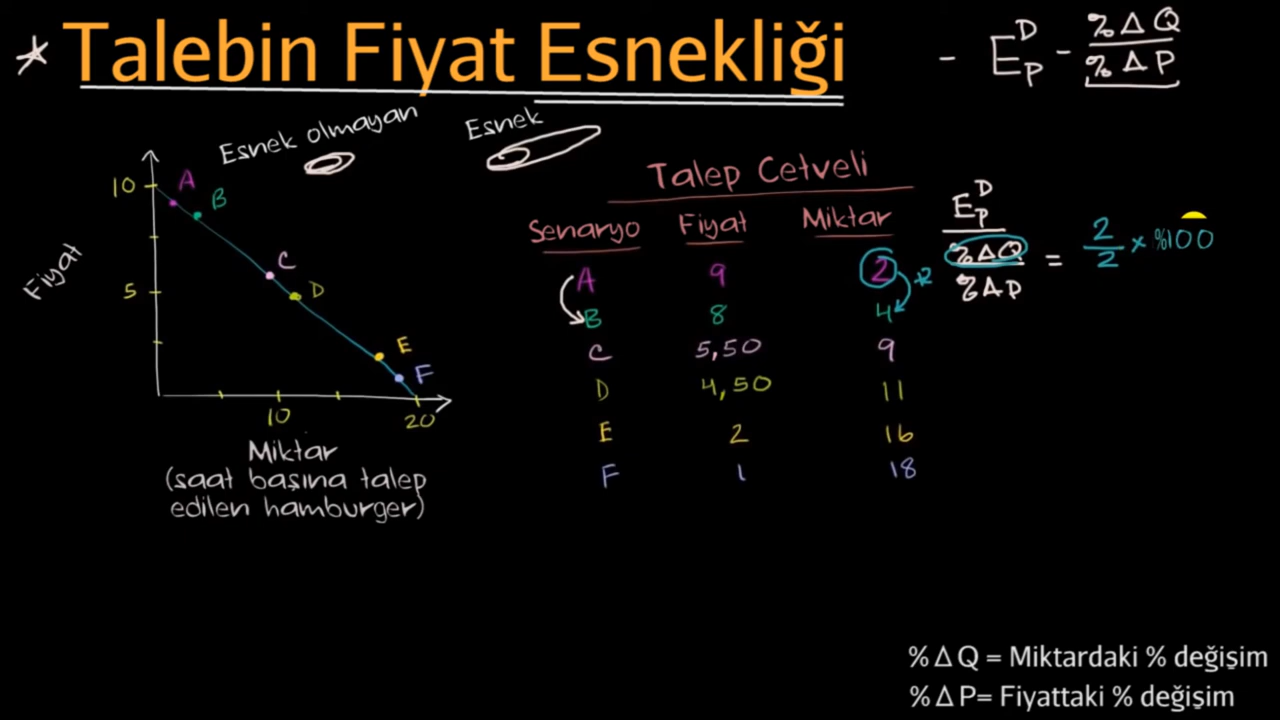 * Talebin Fiyat Esnekliği
- E D P - %ΔQ
%ΔP
Esnek olmayan
Esnek
10
A
B
C
5
D
E
F
Fiyat
10
20
Miktar
(saat başına talep
edilen hamburger)
Talep Cetveli
Senaryo Fiyat Miktar E D P
A 9 2 +2 %ΔQ = 2/2 × %100
%ΔP
B 8 4
C 5,50 9
D 4,50 11
E 2 16
F 1 18
%ΔQ = Miktardaki % değişim
%ΔP= Fiyattaki % değişim